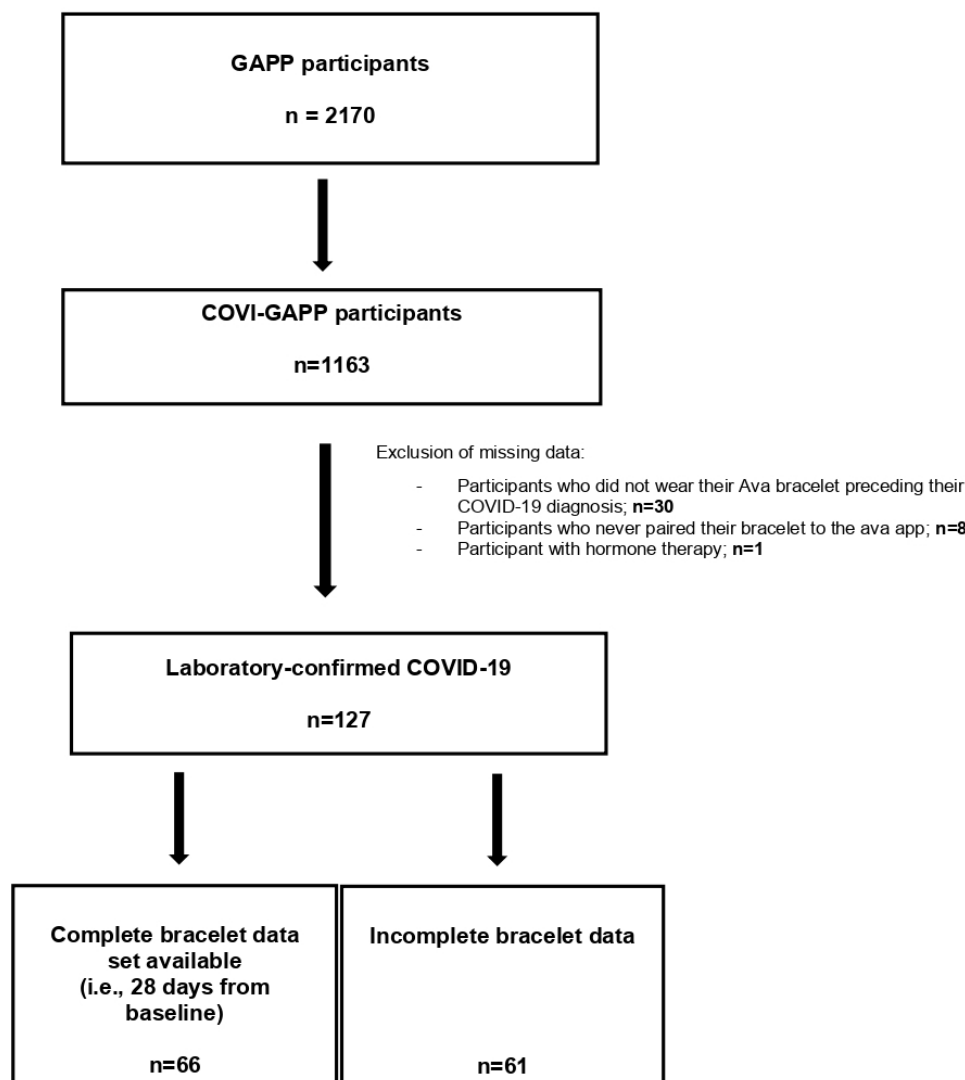 GAPP participants
n = 2170
COVI-GAPP participants
n=1163
Exclusion of missing data:
- Participants who did not wear their Ava bracelet preceding their
COVID-19 diagnosis; n=30
- Participants who never paired their bracelet to the ava app; n=8
- Participant with hormone therapy; n=1
Laboratory-confirmed COVID-19
n=127
Complete bracelet data
set available
(i.e., 28 days from
baseline)
n=66
Incomplete bracelet data
n=61